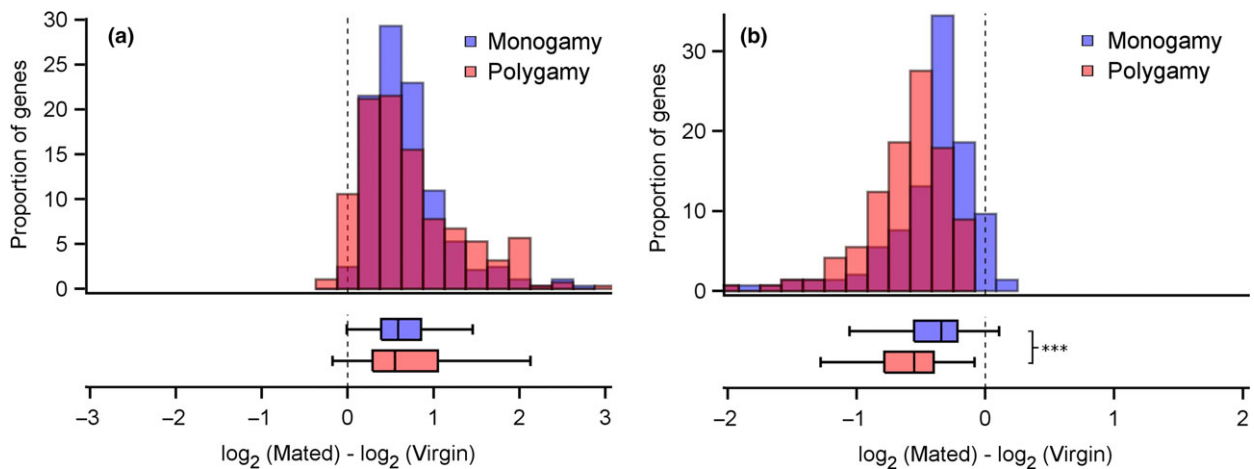 (a)
Monogamy
Polygamy
Proportion of genes
30
25
20
15
10
5
0
−3 −2 −1 0 1 2 3
log2 (Mated) - log2 (Virgin)
(b)
Monogamy
Polygamy
Proportion of genes
30
20
10
0
***
−2 −1 0 1 2
log2 (Mated) - log2 (Virgin)